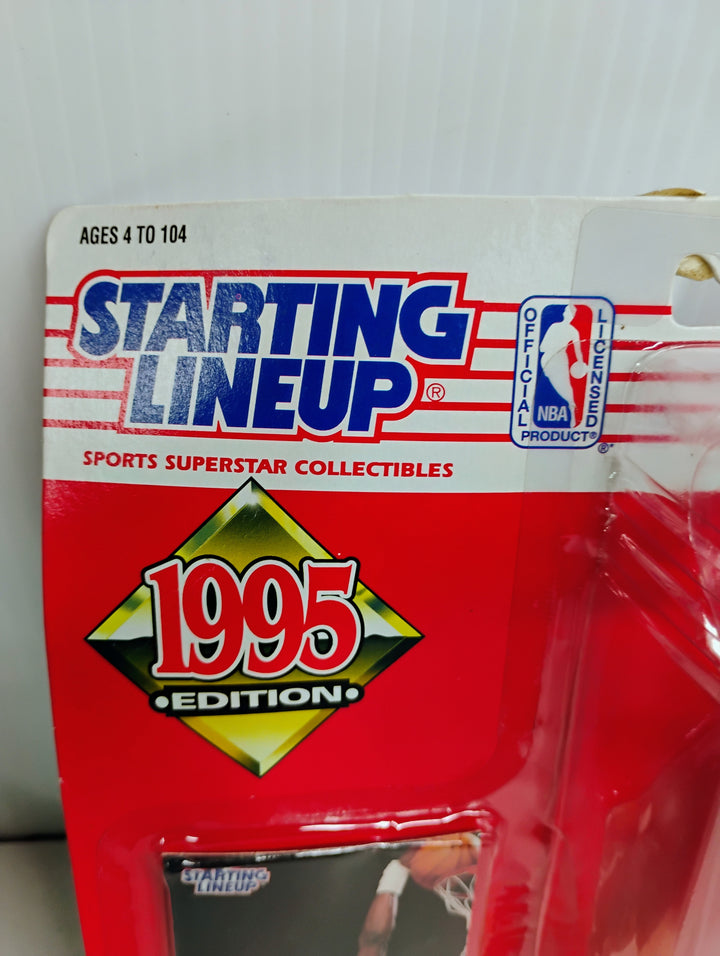 AGES 4 TO 104
STARTING
LINEUP®
SPORTS SUPERSTAR COLLECTIBLES
OFFICIAL
LICENSED
NBA
PRODUCT®
®
1995
•EDITION•
STARTING
LINEUP